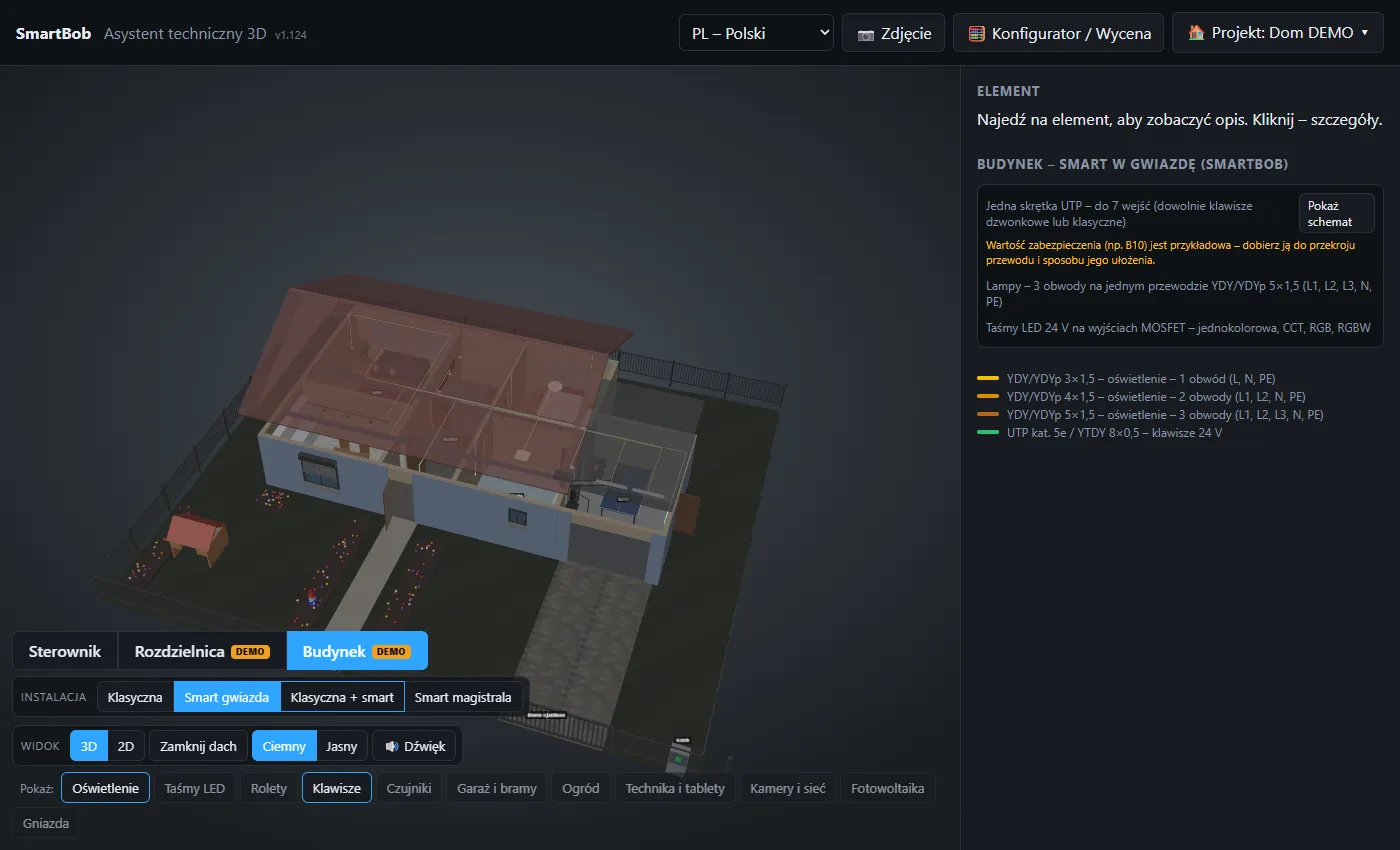 SmartBob Asystent techniczny 3D v1.124
PL – Polski
Zdjęcie
Konfigurator / Wycena
Projekt: Dom DEMO
ELEMENT
Najedź na element, aby zobaczyć opis. Kliknij – szczegóły.
BUDYNEK – SMART W GWIAZDĘ (SMARTBOB)
Jedna skrętka UTP – do 7 wejść (dowolnie klawisze
dzwonkowe lub klasyczne)
Pokaż
schemat
Wartość zabezpieczenia (np. B10) jest przykładowa – dobierz ją do przekroju
przewodu i sposobu jego ułożenia.
Lampy – 3 obwody na jednym przewodzie YDY/YDYp 5×1,5 (L1, L2, L3, N,
PE)
Taśmy LED 24 V na wyjściach MOSFET – jednokolorowa, CCT, RGB, RGBW
YDY/YDYp 3×1,5 – oświetlenie – 1 obwód (L, N, PE)
YDY/YDYp 4×1,5 – oświetlenie – 2 obwody (L1, L2, N, PE)
YDY/YDYp 5×1,5 – oświetlenie – 3 obwody (L1, L2, L3, N, PE)
UTP kat. 5e / YTDY 8×0,5 – klawisze 24 V
Sterownik
Rozdzielnica DEMO
Budynek DEMO
INSTALACJA Klasyczna Smart gwiazda Klasyczna + smart Smart magistrala
WIDOK 3D 2D Zamknij dach Ciemny Jasny Dźwięk
Pokaż: Oświetlenie Taśmy LED Rolety Klawisze Czujniki Garaż i bramy Ogród Technika i tablety Kamery i sieć Fotowoltaika
Gniazda